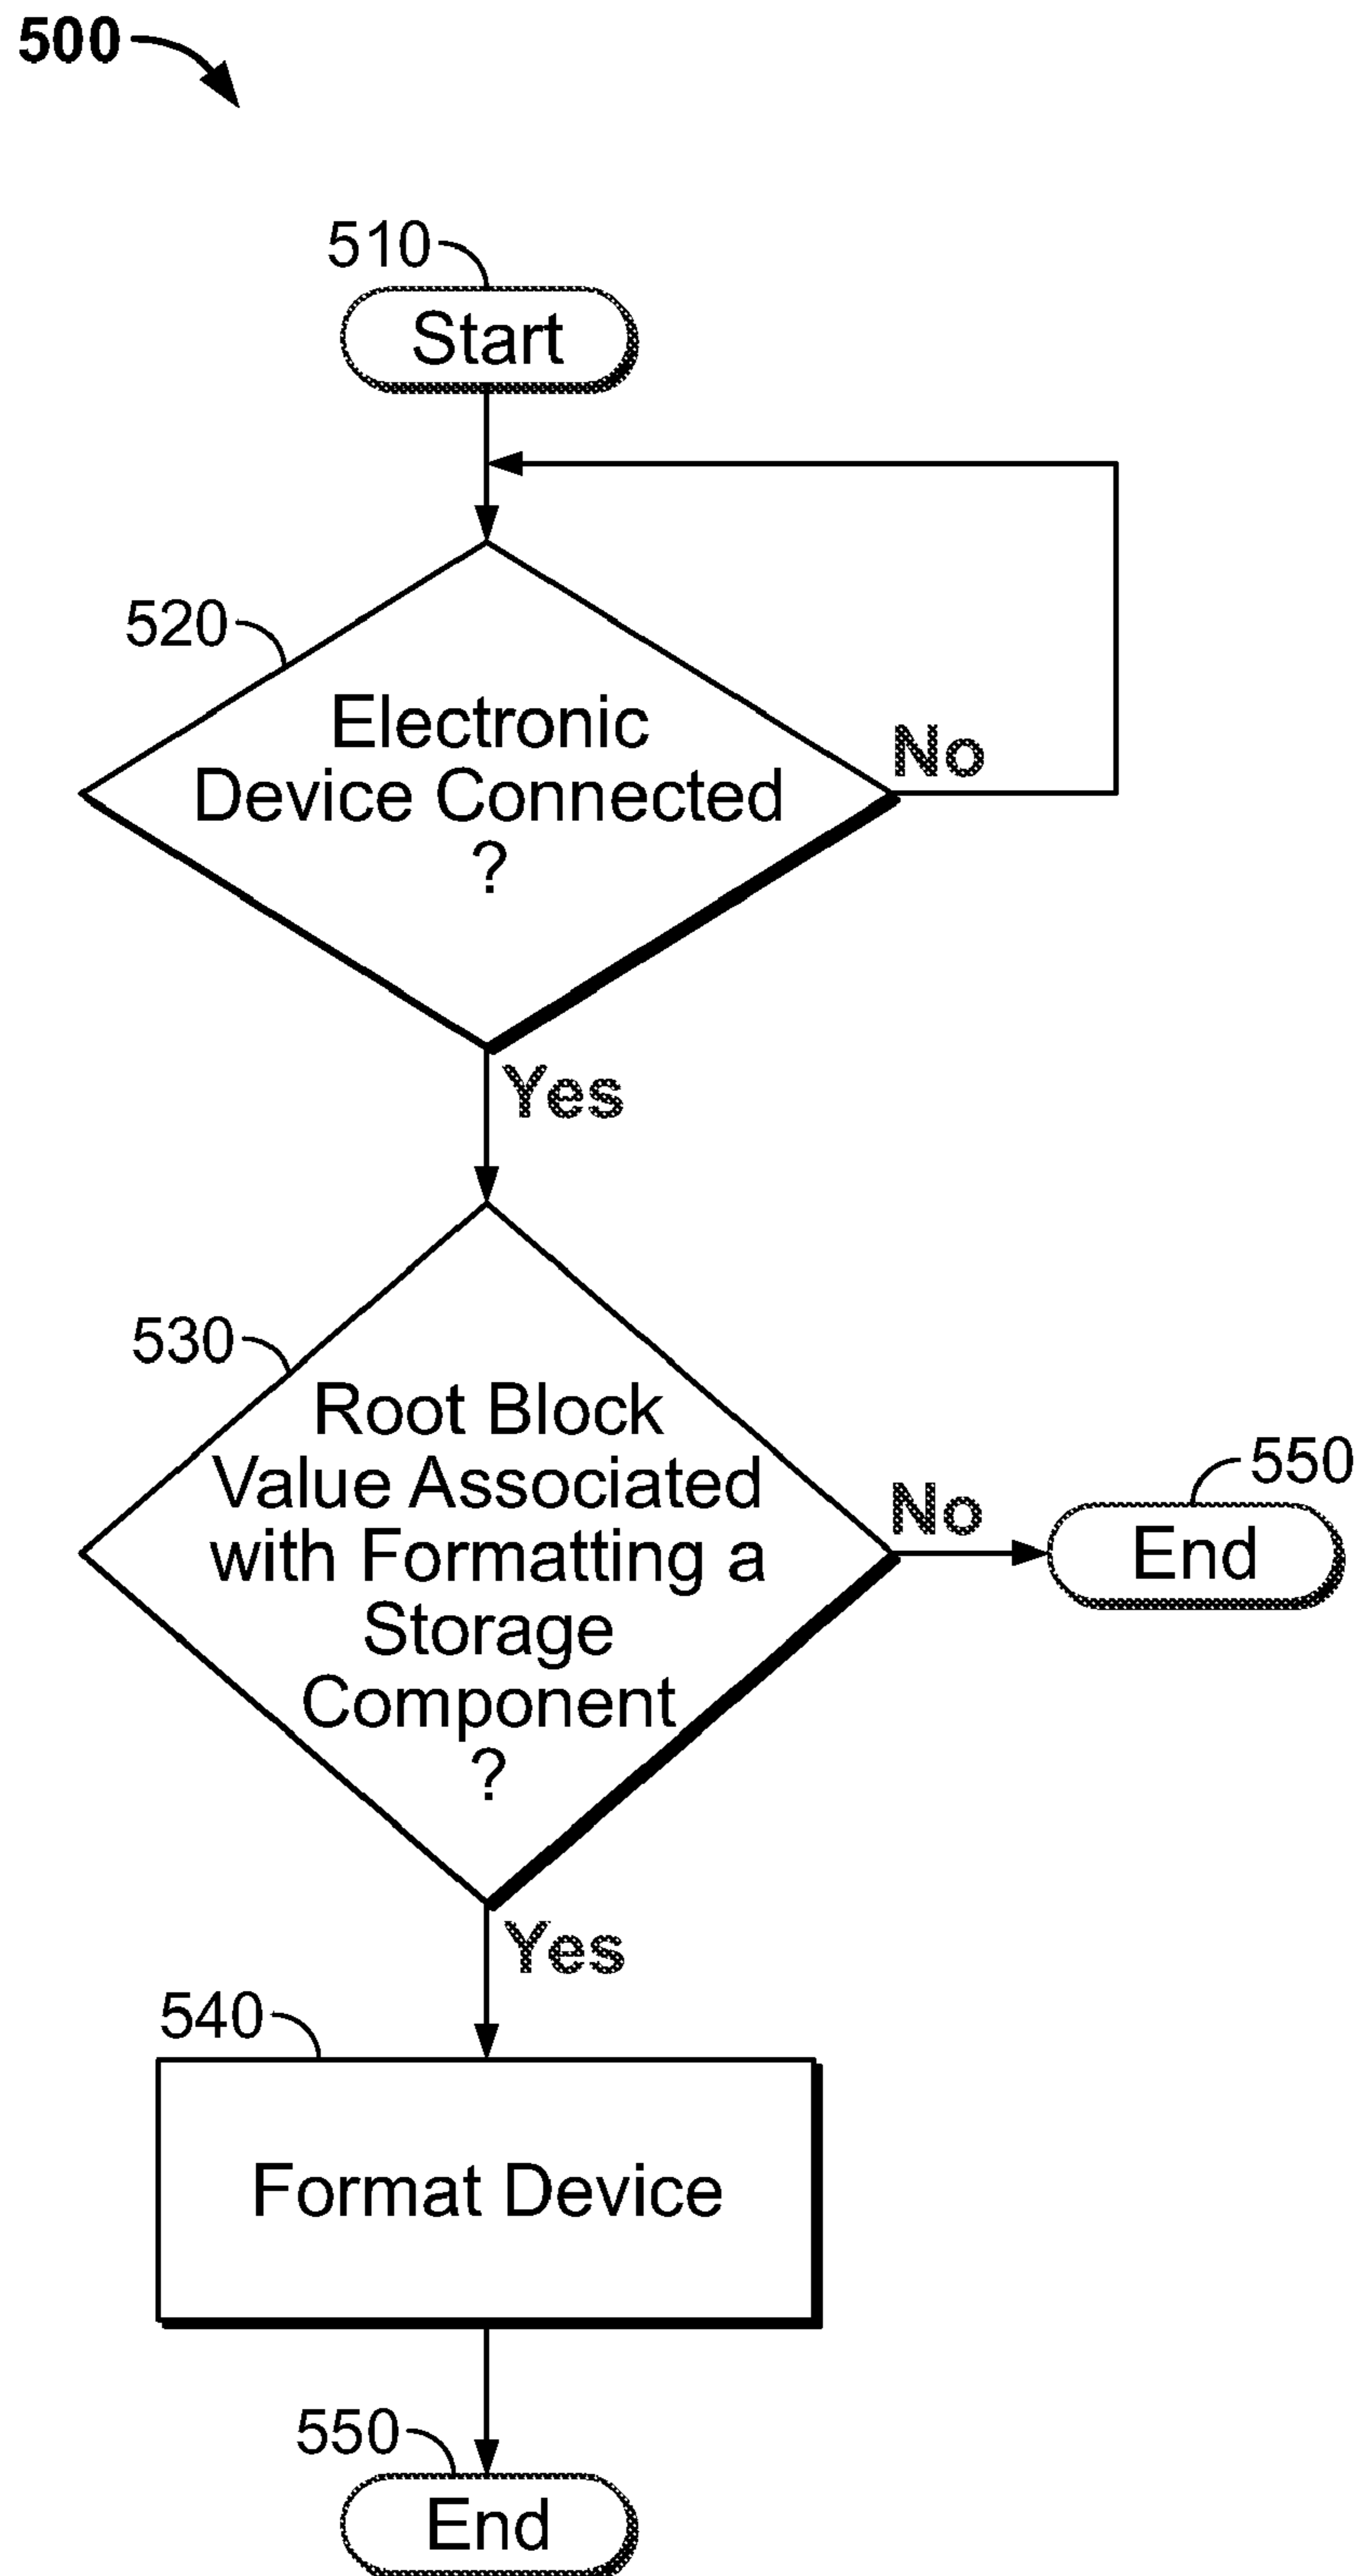 500
510
Start
520
Electronic
Device Connected
?
No
Yes
530
Root Block
Value Associated
with Formatting a
Storage
Component
?
No
550
End
Yes
540
Format Device
550
End